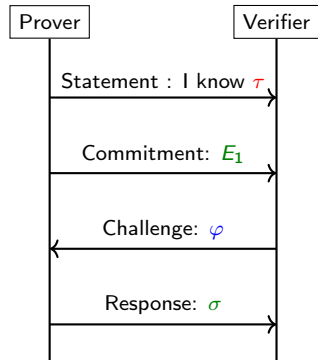 Prover Verifier
Statement : I know τ
Commitment: E₁
Challenge: φ
Response: σ